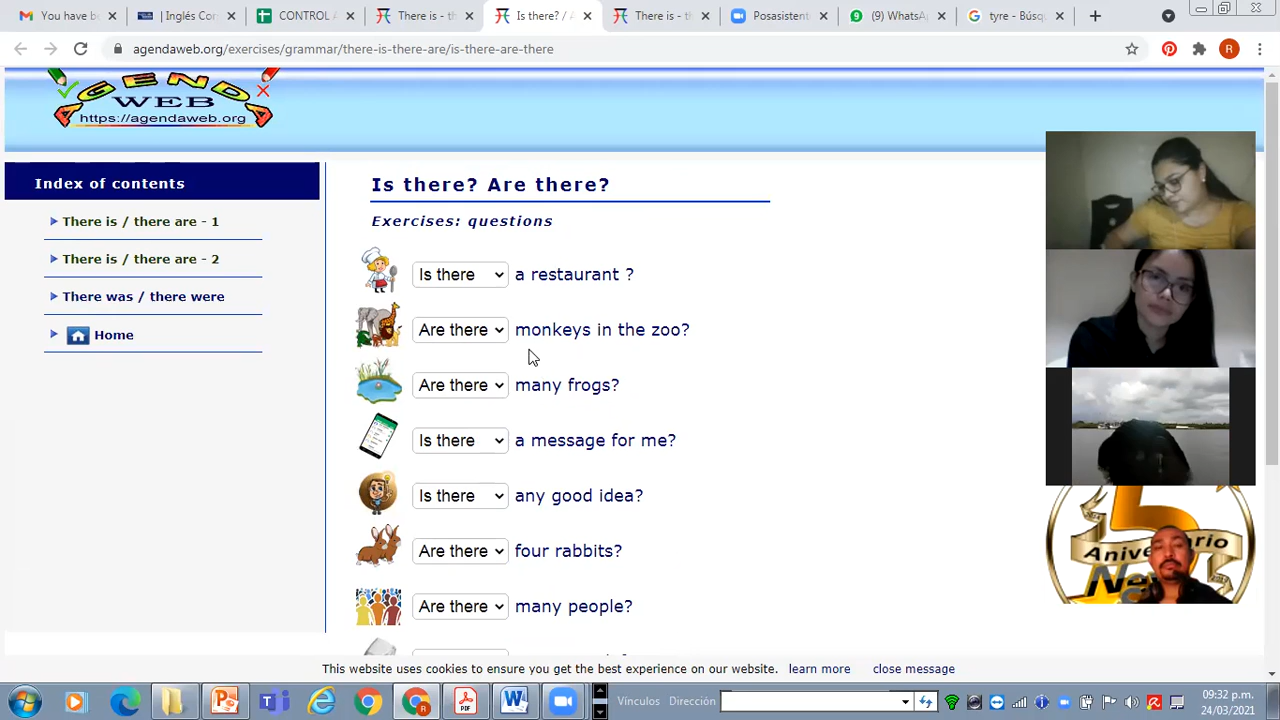 You have b
| Inglés Cor
CONTROL A
There is - t
Is there? / A
There is - th
Posasistent
(9) WhatsA
tyre - Búsq
agendaweb.org/exercises/grammar/there-is-there-are/is-there-are-there
R
AGENDA
WEB
https://agendaweb.org
Index of contents
There is / there are - 1
There is / there are - 2
There was / there were
Home
Is there? Are there?
Exercises: questions
Is there a restaurant ?
Are there monkeys in the zoo?
Are there many frogs?
Is there a message for me?
Is there any good idea?
Are there four rabbits?
Are there many people?
5
Aniversario
This website uses cookies to ensure you get the best experience on our website. learn more close message
Vínculos Dirección
09:32 p.m.
24/03/2021